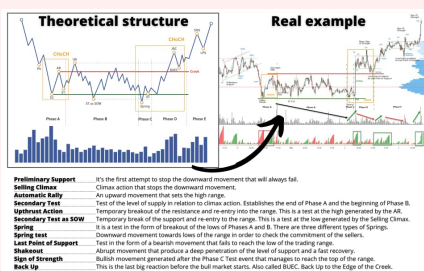 Theoretical structure
Real example
CHoCH
CHoCH
Creek
ST as SOW
Spring
Phase A
Phase B
Phase C
Phase D
Phase E
Preliminary Support It's the first attempt to stop the downward movement that will always fail.
Selling Climax Climax action that stops the downward movement.
Automatic Rally An upward movement that sets the high range.
Secondary Test Test of the level of supply in relation to climax action. Establishes the end of Phase A and the beginning of Phase B.
Upthrust Action Temporary breakout of the resistance and re-entry into the range. This is a test at the high generated by the AR.
Secondary Test as SOW Temporary break of the support and re-entry to the range. This is a test at the low generated by the Selling Climax.
Spring It is a test in form of breakout of the lows of Phases A and B. There are three different types of Springs.
Spring test Downward movement towards lows of the range in order to check the commitment of the sellers.
Last Point of Support Test in the form of a bearish movement that fails to reach the low of the trading range.
Shakeout Abrupt movement that produce a deep penetration of the level of support and a fast recovery.
Sign of Strength Bullish movement generated after the Phase C Test event that manages to reach the top of the range.
Back Up This is the last big reaction before the bull market starts. Also called BUEC. Back Up to the Edge of the Creek.